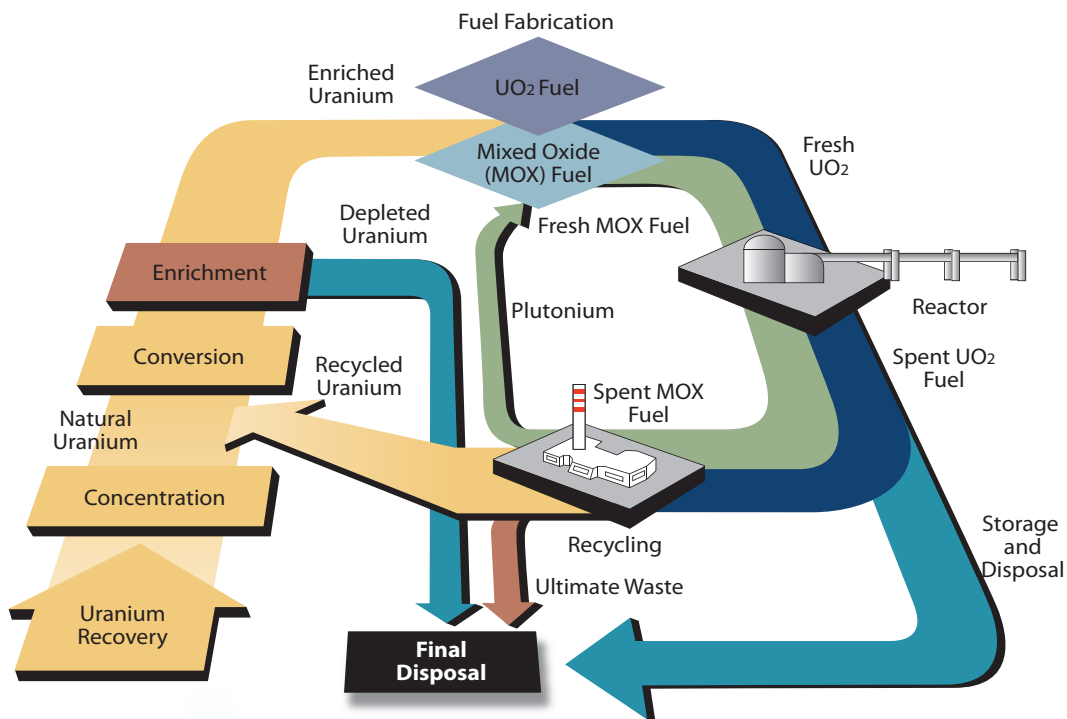 Fuel Fabrication
Enriched
Uranium
UO₂ Fuel
Mixed Oxide
(MOX) Fuel
Fresh
UO₂
Depleted
Uranium
Fresh MOX Fuel
Enrichment
Plutonium
Reactor
Conversion
Recycled
Uranium
Spent UO₂
Fuel
Spent MOX
Fuel
Natural
Uranium
Concentration
Recycling
Storage
and
Disposal
Ultimate Waste
Uranium
Recovery
Final
Disposal